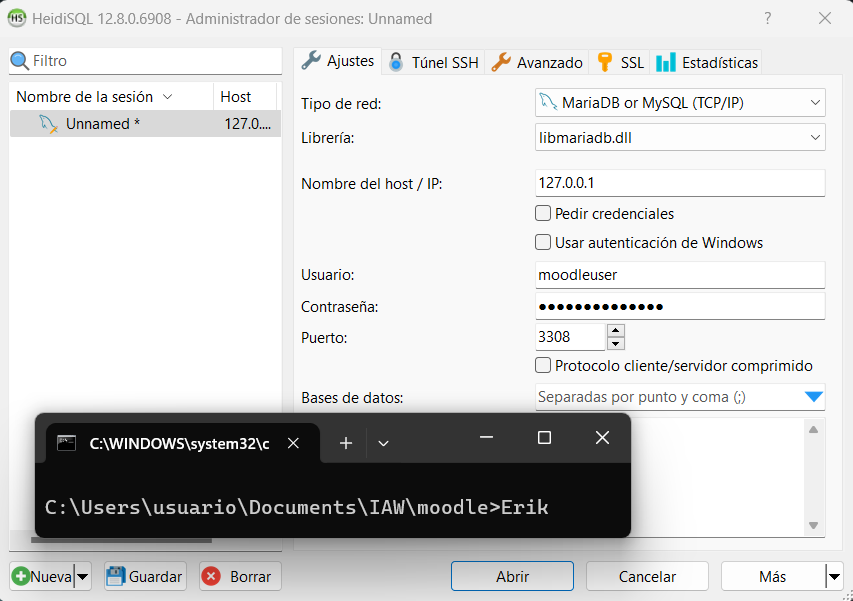 HeidiSQL 12.8.0.6908 - Administrador de sesiones: Unnamed
Filtro
Nombre de la sesión Host
Unnamed * 127.0....
Ajustes Túnel SSH Avanzado SSL Estadísticas
Tipo de red: MariaDB or MySQL (TCP/IP)
Librería: libmariadb.dll
Nombre del host / IP: 127.0.0.1
Pedir credenciales
Usar autenticación de Windows
Usuario: moodleuser
Contraseña: ●●●●●●●●●●●●●●
Puerto: 3308
Protocolo cliente/servidor comprimido
Bases de datos: Separadas por punto y coma (;)
C:\WINDOWS\system32\c
C:\Users\usuario\Documents\IAW\moodle>Erik
Nueva Guardar Borrar Abrir Cancelar Más